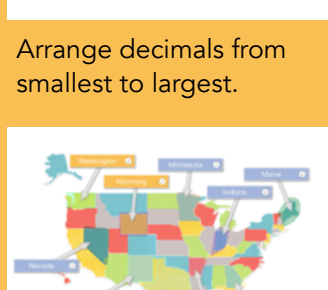 Arrange decimals from
smallest to largest.
Washington
Minnesota
Maine
Wyoming
Indiana
Nevada